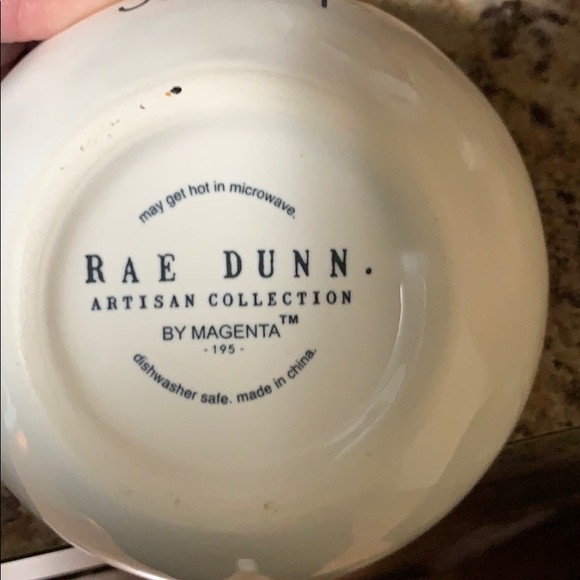 may get hot in microwave.
RAE DUNN.
ARTISAN COLLECTION
BY MAGENTA™
- 195 -
dishwasher safe. made in china.